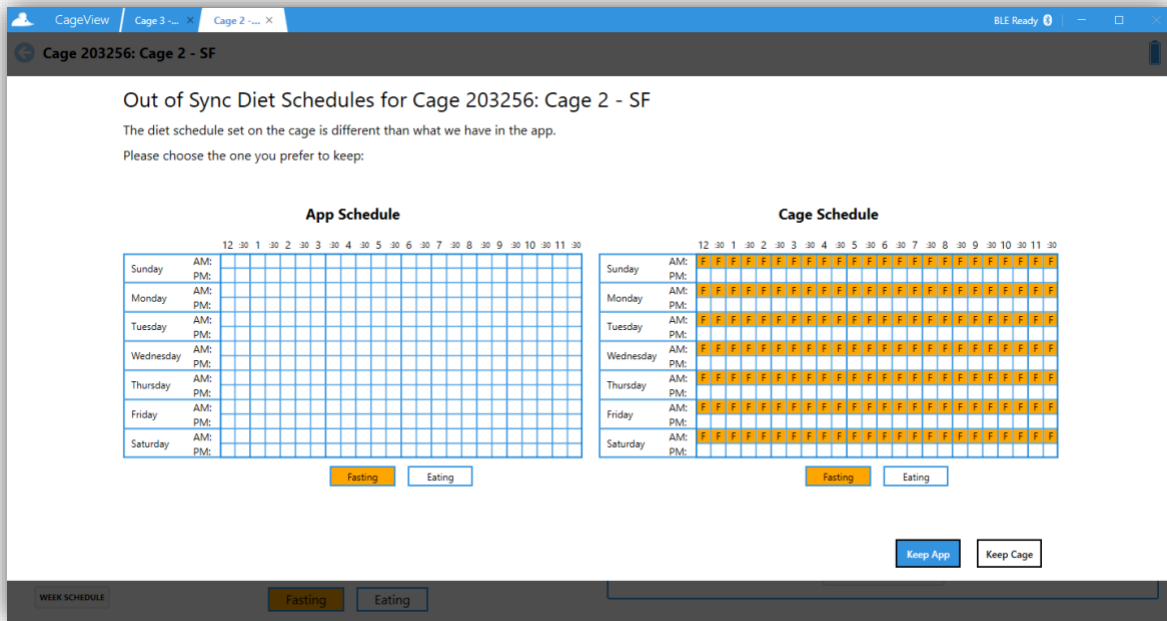 CageView Cage 3 -... × Cage 2 -... × BLE Ready
Cage 203256: Cage 2 - SF
Out of Sync Diet Schedules for Cage 203256: Cage 2 - SF
The diet schedule set on the cage is different than what we have in the app.
Please choose the one you prefer to keep:
App Schedule
12 :30 1 :30 2 :30 3 :30 4 :30 5 :30 6 :30 7 :30 8 :30 9 :30 10 :30 11 :30
Sunday AM:
PM:
Monday AM:
PM:
Tuesday AM:
PM:
Wednesday AM:
PM:
Thursday AM:
PM:
Friday AM:
PM:
Saturday AM:
PM:
Fasting Eating
Cage Schedule
12 :30 1 :30 2 :30 3 :30 4 :30 5 :30 6 :30 7 :30 8 :30 9 :30 10 :30 11 :30
Sunday AM: F F F F F F F F F F F F F F F F F F F F F F F F
PM:
Monday AM: F F F F F F F F F F F F F F F F F F F F F F F F
PM:
Tuesday AM: F F F F F F F F F F F F F F F F F F F F F F F F
PM:
Wednesday AM: F F F F F F F F F F F F F F F F F F F F F F F F
PM:
Thursday AM: F F F F F F F F F F F F F F F F F F F F F F F F
PM:
Friday AM: F F F F F F F F F F F F F F F F F F F F F F F F
PM:
Saturday AM: F F F F F F F F F F F F F F F F F F F F F F F F
PM:
Fasting Eating
Keep App Keep Cage
WEEK SCHEDULE Fasting Eating